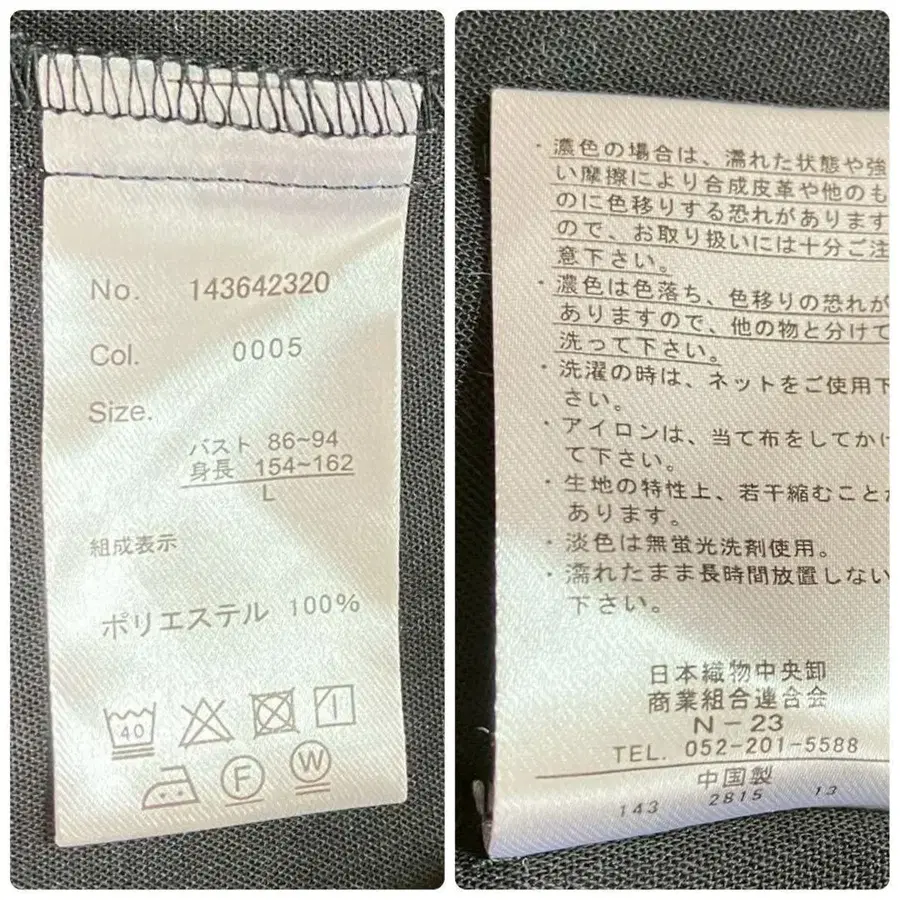 No. 143642320
Col. 0005
Size.
バスト 86~94
身長 154~162
L
組成表示
ポリエステル 100%
40
F
W
・濃色の場合は、濡れた状態や強
い摩擦により合成皮革や他のも
のに色移りする恐れがあります
ので、お取り扱いには十分ご注
意下さい。
・濃色は色落ち、色移りの恐れが
ありますので、他の物と分けて
洗って下さい。
・洗濯の時は、ネットをご使用下
さい。
・アイロンは、当て布をしてかけ
て下さい。
・生地の特性上、若干縮むことが
あります。
・淡色は無蛍光洗剤使用。
・濡れたまま長時間放置しない
下さい。
日本織物中央卸
商業組合連合会
N-23
TEL. 052-201-5588
中国製
143 2815 13